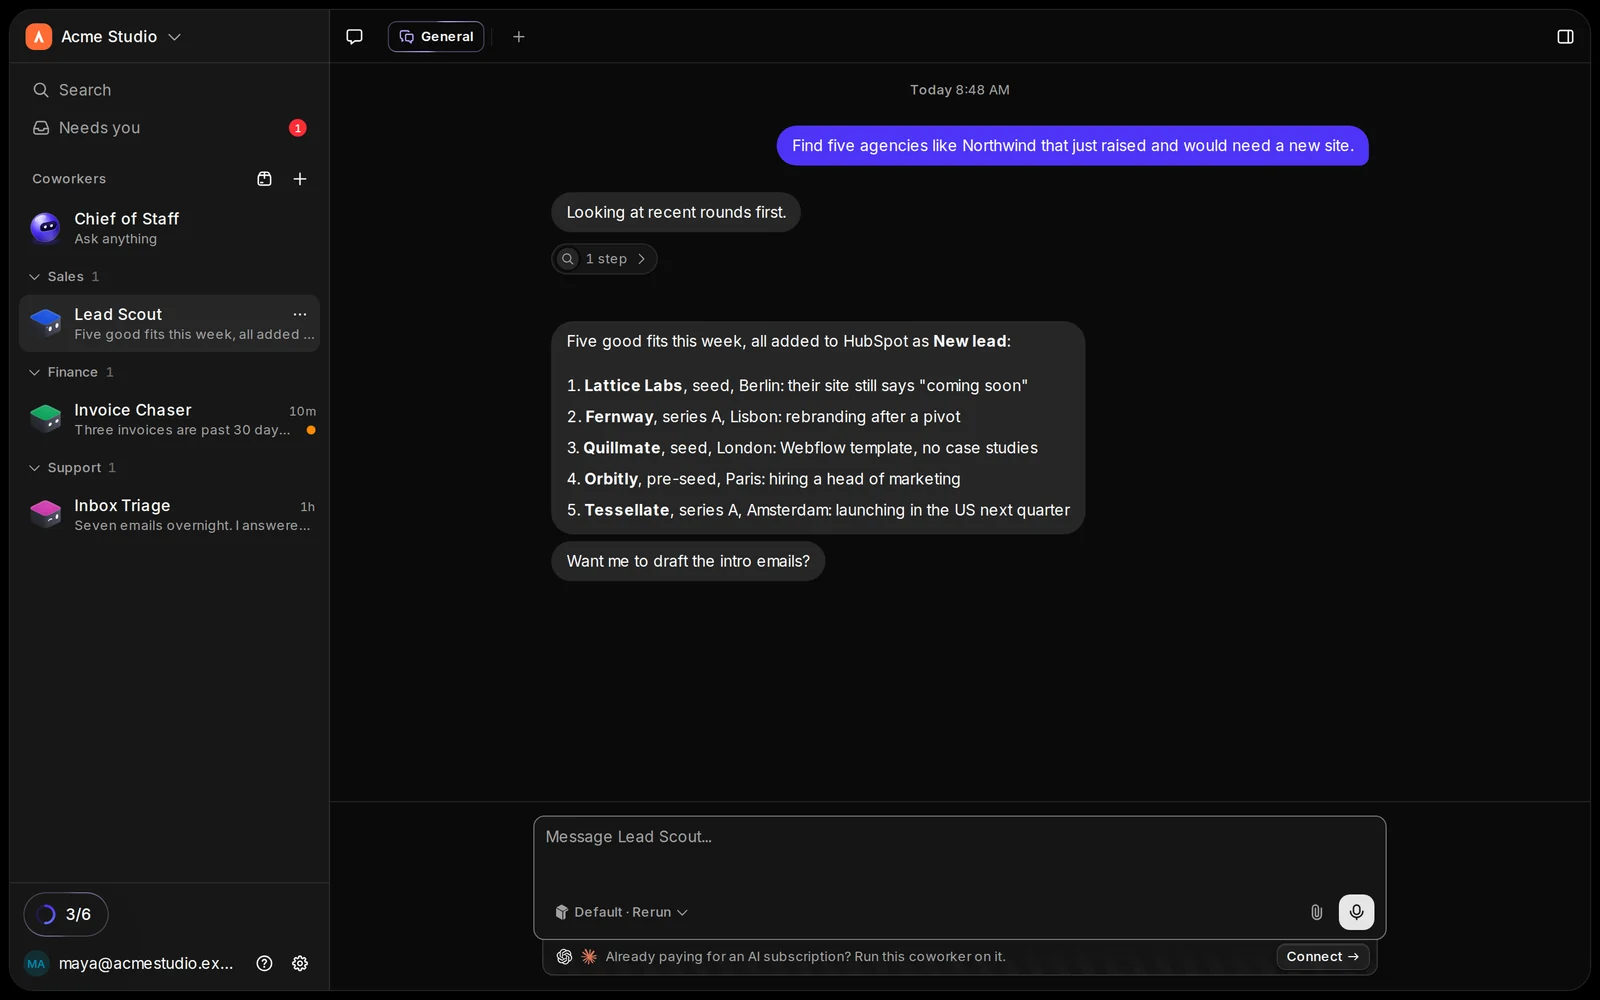 Acme Studio
General
Search
Needs you
1
Coworkers
Chief of Staff
Ask anything
Sales 1
Lead Scout
Five good fits this week, all added ...
Finance 1
Invoice Chaser
10m
Three invoices are past 30 day...
Support 1
Inbox Triage
1h
Seven emails overnight. I answere...
3/6
MA
maya@acmestudio.ex...
Today 8:48 AM
Find five agencies like Northwind that just raised and would need a new site.
Looking at recent rounds first.
1 step
Five good fits this week, all added to HubSpot as New lead:
1. Lattice Labs, seed, Berlin: their site still says "coming soon"
2. Fernway, series A, Lisbon: rebranding after a pivot
3. Quillmate, seed, London: Webflow template, no case studies
4. Orbitly, pre-seed, Paris: hiring a head of marketing
5. Tessellate, series A, Amsterdam: launching in the US next quarter
Want me to draft the intro emails?
Message Lead Scout...
Default · Rerun
Already paying for an AI subscription? Run this coworker on it.
Connect →